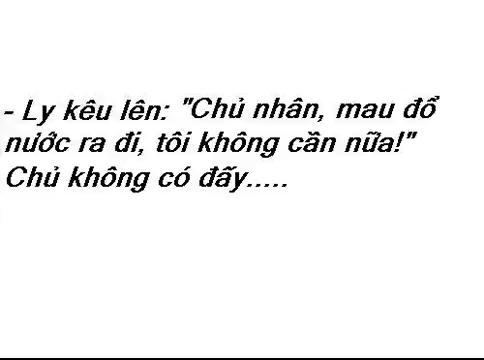 - Ly kêu lên: "Chủ nhân, mau đổ
nước ra đi, tôi không cần nữa!"
Chủ không có đấy.....